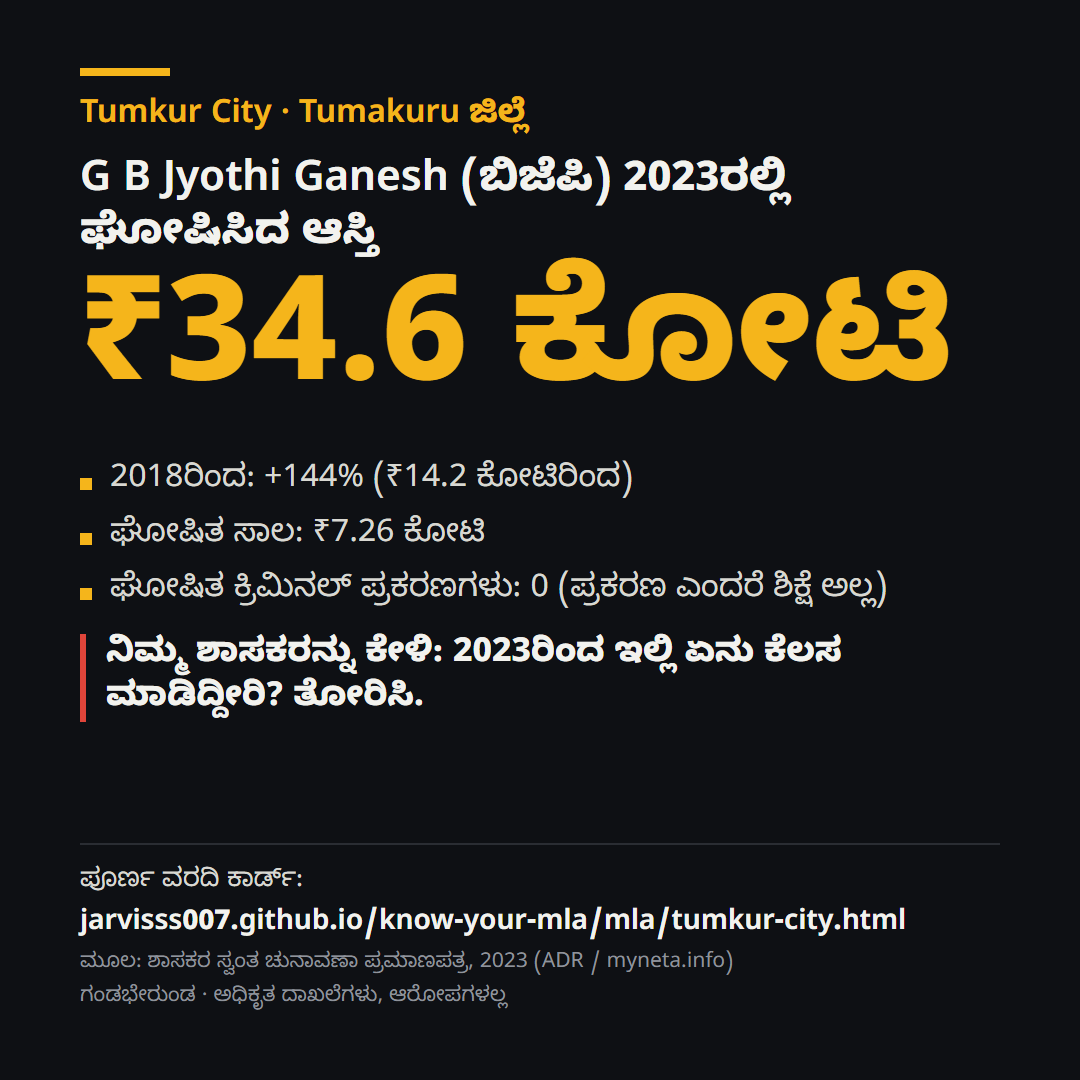 Tumkur City · Tumakuru ಜಿಲ್ಲೆ
G B Jyothi Ganesh (ಬಿಜೆಪಿ) 2023ರಲ್ಲಿ
ಘೋಷಿಸಿದ ಆಸ್ತಿ
₹34.6 ಕೋಟಿ
2018ರಿಂದ: +144% (₹14.2 ಕೋಟಿರಿಂದ)
ಘೋಷಿತ ಸಾಲ: ₹7.26 ಕೋಟಿ
ಘೋಷಿತ ಕ್ರಿಮಿನಲ್ ಪ್ರಕರಣಗಳು: 0 (ಪ್ರಕರಣ ಎಂದರೆ ಶಿಕ್ಷೆ ಅಲ್ಲ)
ನಿಮ್ಮ ಶಾಸಕರನ್ನು ಕೇಳಿ: 2023ರಿಂದ ಇಲ್ಲಿ ಏನು ಕೆಲಸ
ಮಾಡಿದ್ದೀರಿ? ತೋರಿಸಿ.
ಪೂರ್ಣ ವರದಿ ಕಾರ್ಡ್:
jarvisss007.github.io/know-your-mla/mla/tumkur-city.html
ಮೂಲ: ಶಾಸಕರ ಸ್ವಂತ ಚುನಾವಣಾ ಪ್ರಮಾಣಪತ್ರ, 2023 (ADR / myneta.info)
ಗಂಡಭೇರುಂಡ · ಅಧಿಕೃತ ದಾಖಲೆಗಳು, ಆರೋಪಗಳಲ್ಲ